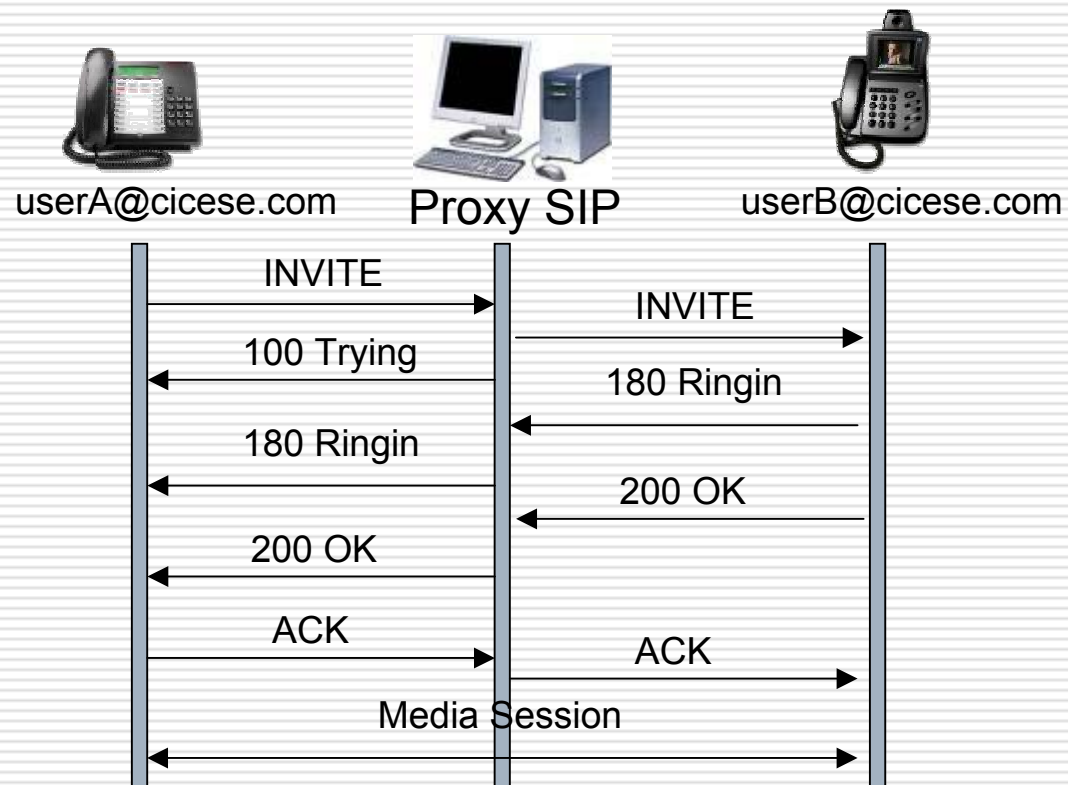 userA@cicese.com
Proxy SIP
userB@cicese.com
INVITE
INVITE
100 Trying
180 Ringin
180 Ringin
200 OK
200 OK
ACK
ACK
Media Session